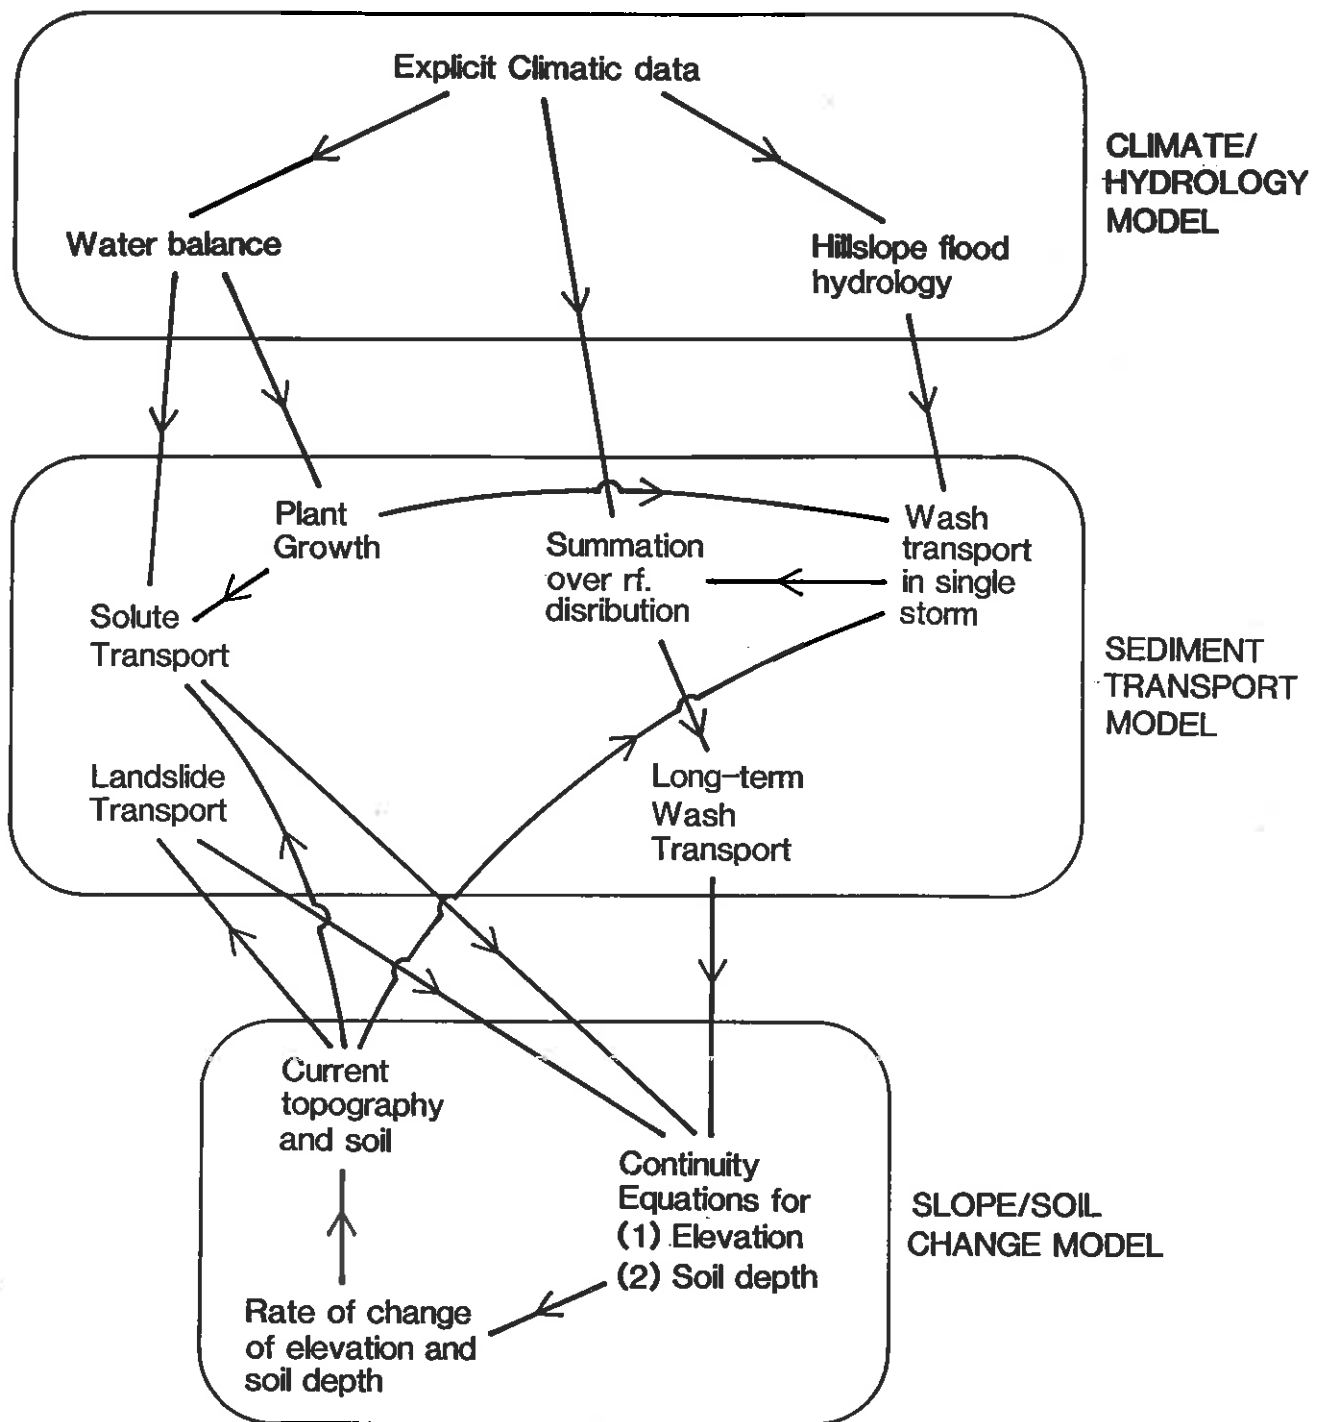 Explicit Climatic data
CLIMATE/
HYDROLOGY
MODEL
Water balance
Hillslope flood
hydrology
Plant
Growth
Summation
over rf.
disribution
Wash
transport
in single
storm
Solute
Transport
SEDIMENT
TRANSPORT
MODEL
Landslide
Transport
Long-term
Wash
Transport
Current
topography
and soil
Continuity
Equations for
(1) Elevation
(2) Soil depth
SLOPE/SOIL
CHANGE MODEL
Rate of change
of elevation and
soil depth